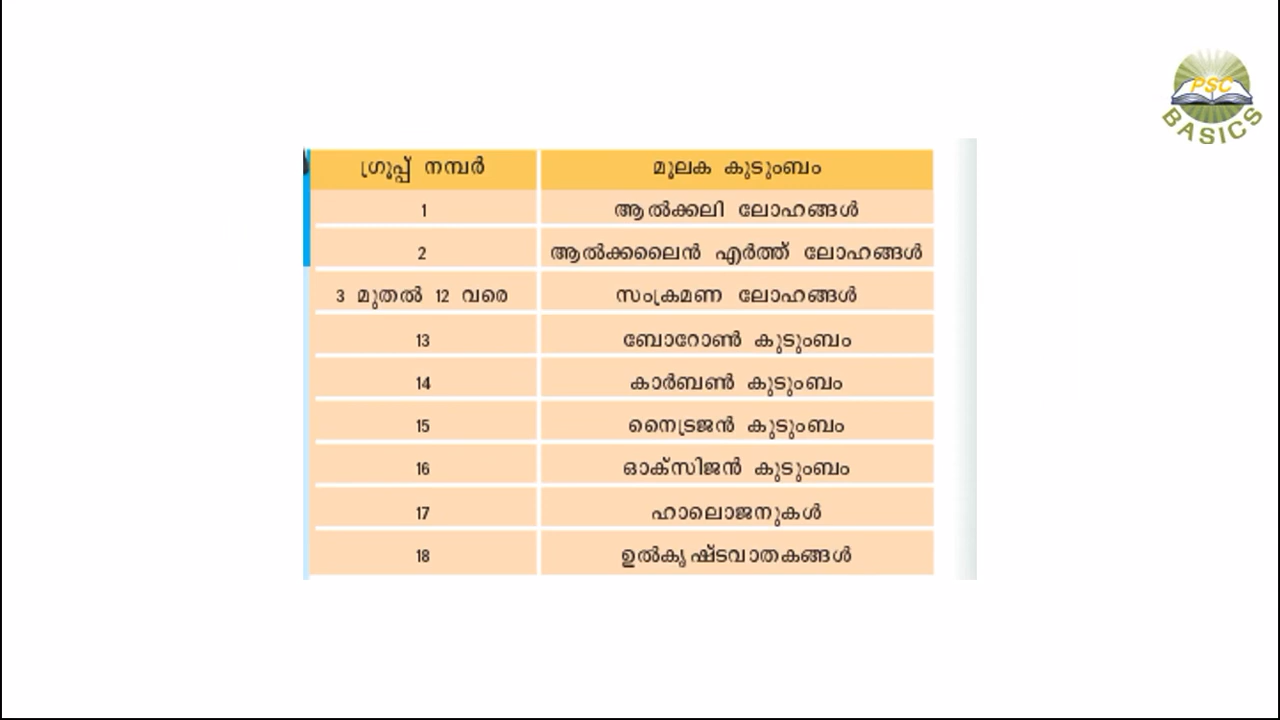 PSC
BASICS
ഗ്രൂപ്പ് നമ്പർ മൂലക കുടുംബം
1 ആൽക്കലി ലോഹങ്ങൾ
2 ആൽക്കലൈൻ എർത്ത് ലോഹങ്ങൾ
3 മുതൽ 12 വരെ സംക്രമണ ലോഹങ്ങൾ
13 ബോറോൺ കുടുംബം
14 കാർബൺ കുടുംബം
15 നൈട്രജൻ കുടുംബം
16 ഓക്സിജൻ കുടുംബം
17 ഹാലൊജനുകൾ
18 ഉൽകൃഷ്ടവാതകങ്ങൾ